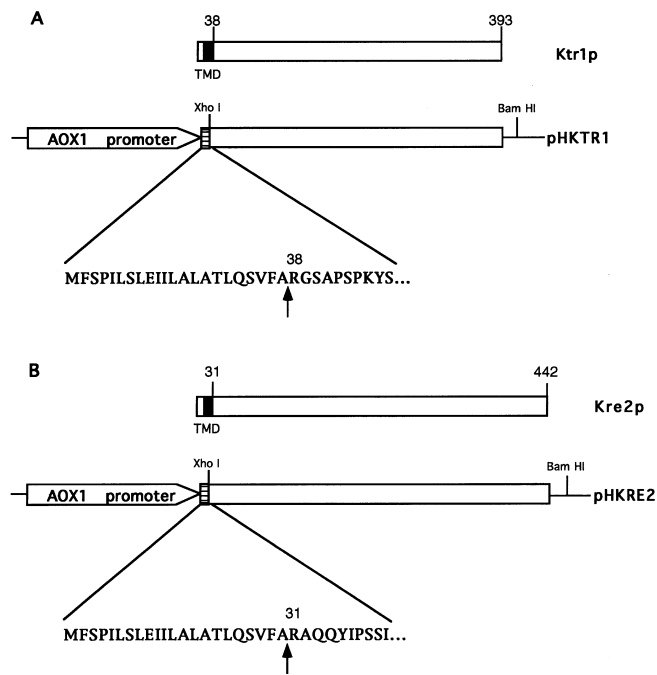 A
38 393
Ktr1p
TMD
Xho I
Bam HI
AOX1 promoter
pHKTR1
38
MFSPILSLEIILALATLQSVFARGSAPSPKYS...
B
31 442
Kre2p
TMD
Xho I
Bam HI
AOX1 promoter
pHKRE2
31
MFSPILSLEIILALATLQSVFARAQQYIPSSI...